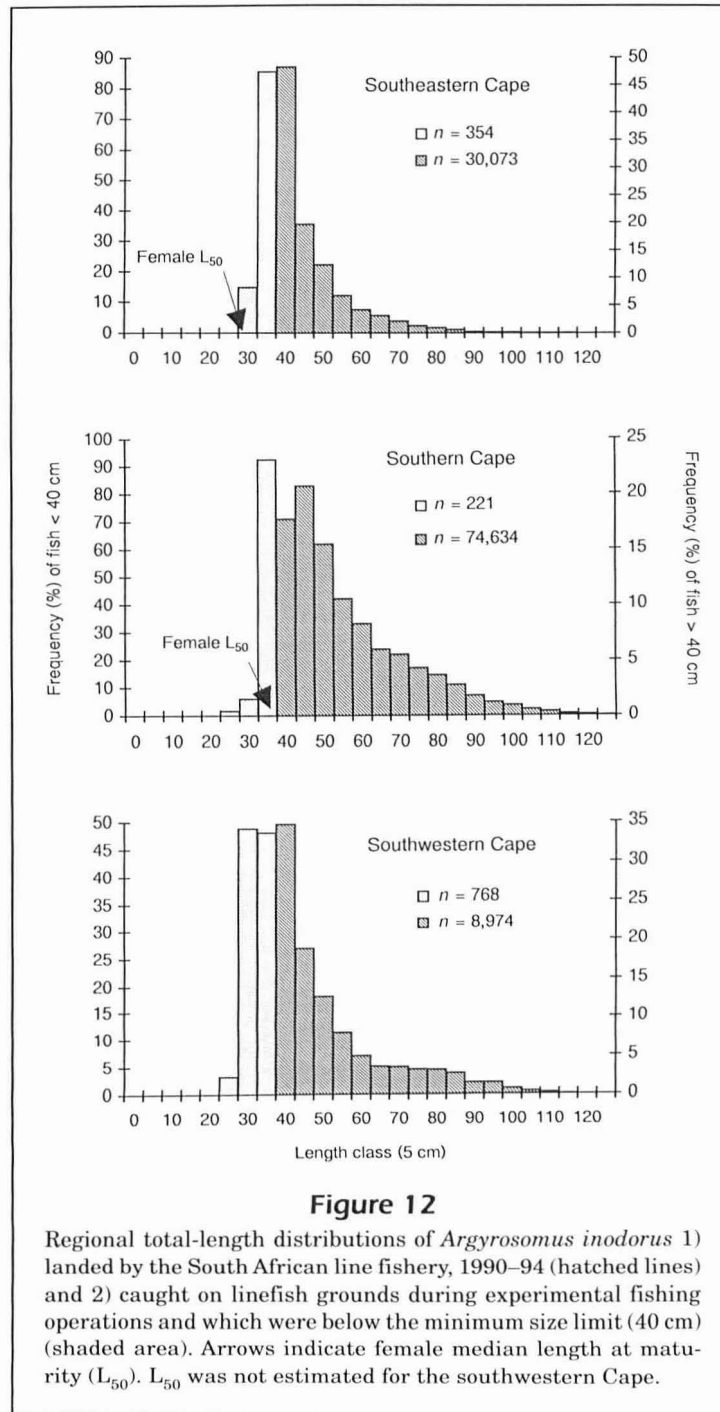 Southeastern Cape
n = 354
n = 30,073
Female L50
90
80
70
60
50
40
30
20
10
0
50
45
40
35
30
25
20
15
10
5
0
0 10 20 30 40 50 60 70 80 90 100 120
Southern Cape
n = 221
n = 74,634
Female L50
Frequency (%) of fish < 40 cm
Frequency (%) of fish > 40 cm
100
90
80
70
60
50
40
30
20
10
0
25
20
15
10
5
0
0 10 20 30 40 50 60 70 80 90 100 110 120
Southwestern Cape
n = 768
n = 8,974
50
45
40
35
30
25
20
15
10
5
0
35
30
25
20
15
10
5
0
0 10 20 30 40 50 60 70 80 90 100 110 120
Length class (5 cm)
Figure 12
Regional total-length distributions of Argyrosomus inodorus 1)
landed by the South African line fishery, 1990–94 (hatched lines)
and 2) caught on linefish grounds during experimental fishing
operations and which were below the minimum size limit (40 cm)
(shaded area). Arrows indicate female median length at matu-
rity (L50). L50 was not estimated for the southwestern Cape.